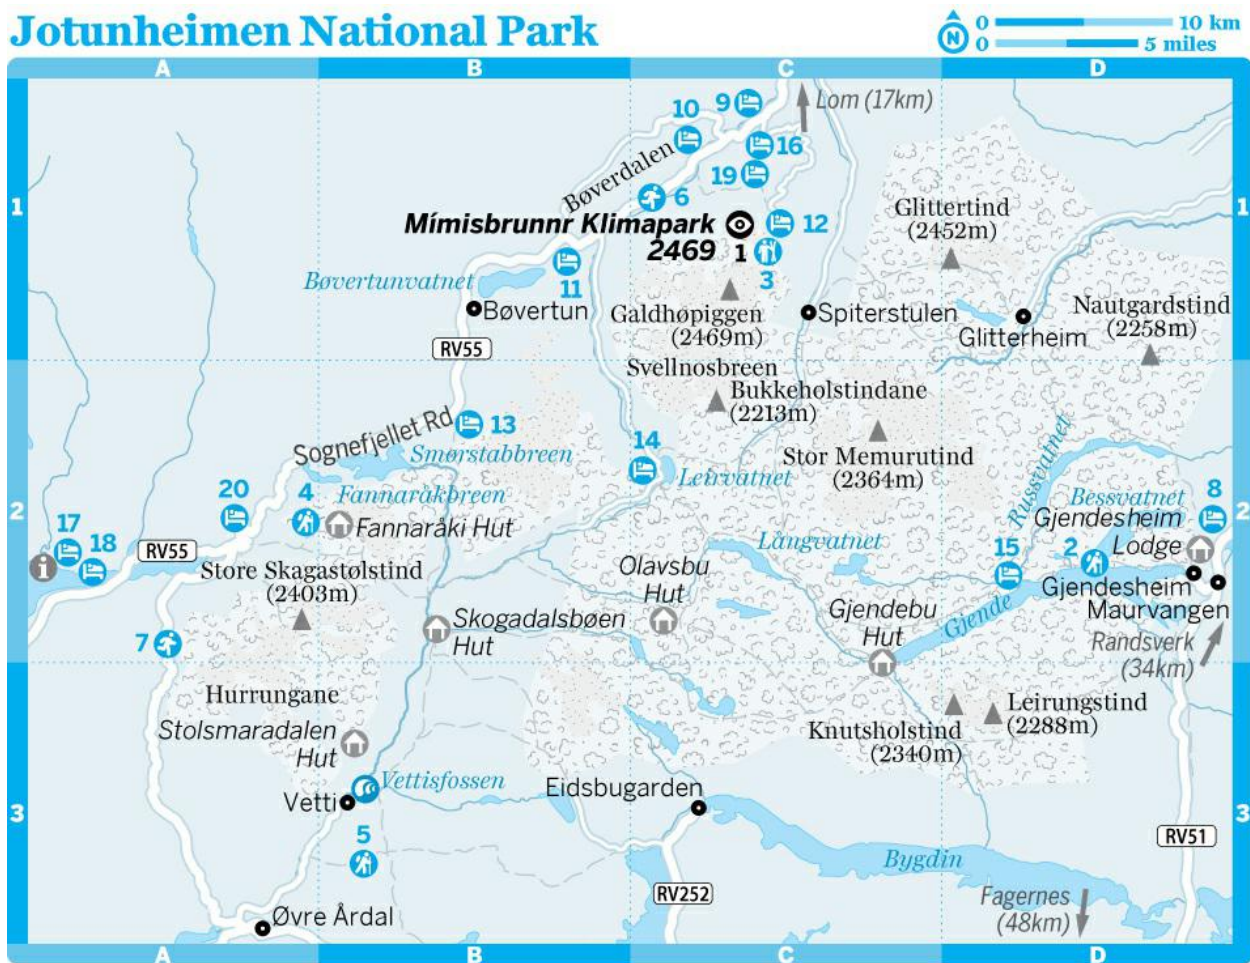 Jotunheimen National Park
N
0 10 km
0 5 miles
A B C D
1
9
Lom (17km)
10
Bøverdalen
16
19
6
Mímisbrunnr Klimapark
2469
1
12
3
Glittertind
(2452m)
1
Bøvertunvatnet
11
Bøvertun
Galdhøpiggen
(2469m)
Spiterstulen
Glitterheim
Nautgardstind
(2258m)
RV55
Svellnosbreen
Bukkeholstindane
(2213m)
Sognefjellet Rd
13
Smørstabbreen
14
Leirvatnet
Stor Memurutind
(2364m)
Russvatnet
2
20
4
Fannaråkbreen
Fannaråki Hut
Bessvatnet
8
Gjendesheim
Lodge
2
17
18
RV55
Store Skagastølstind
(2403m)
Långvatnet
15
2
Gjendesheim
Maurvangen
Olavsbu
Hut
7
Skogadalsbøen
Hut
Gjendebu
Hut
Gjende
Randsverk
(34km)
Hurrungane
Stolsmaradalen
Hut
Knutsholstind
(2340m)
Leirungstind
(2288m)
Vettisfossen
Vetti
Eidsbugarden
3
5
Bygdin
RV51
3
RV252
Fagernes
(48km)
Øvre Årdal
A B C D